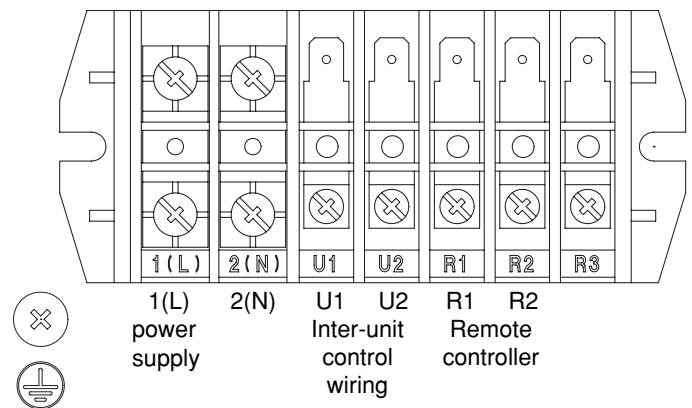 1(L) 2(N) U1 U2 R1 R2 R3
1(L) 2(N) U1 U2 R1 R2
power Inter-unit Remote
supply control controller
wiring